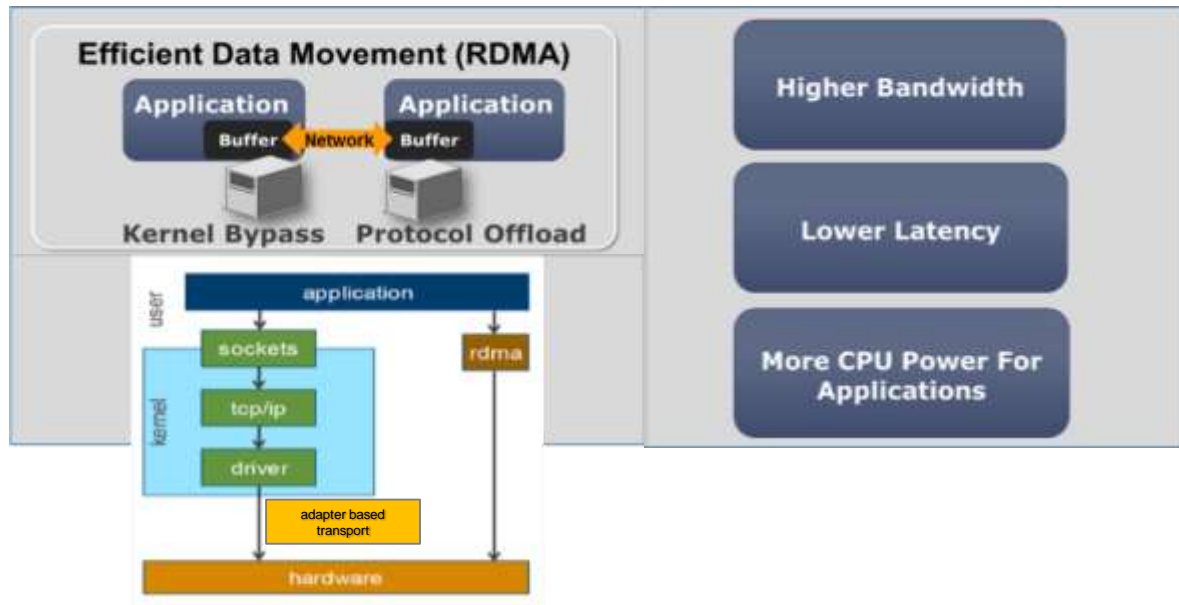 Efficient Data Movement (RDMA)
Application Application
Buffer Network Buffer
Kernel Bypass Protocol Offload
user
application
sockets
rdma
kernel
tcp/ip
driver
adapter based
transport
hardware
Higher Bandwidth
Lower Latency
More CPU Power For
Applications